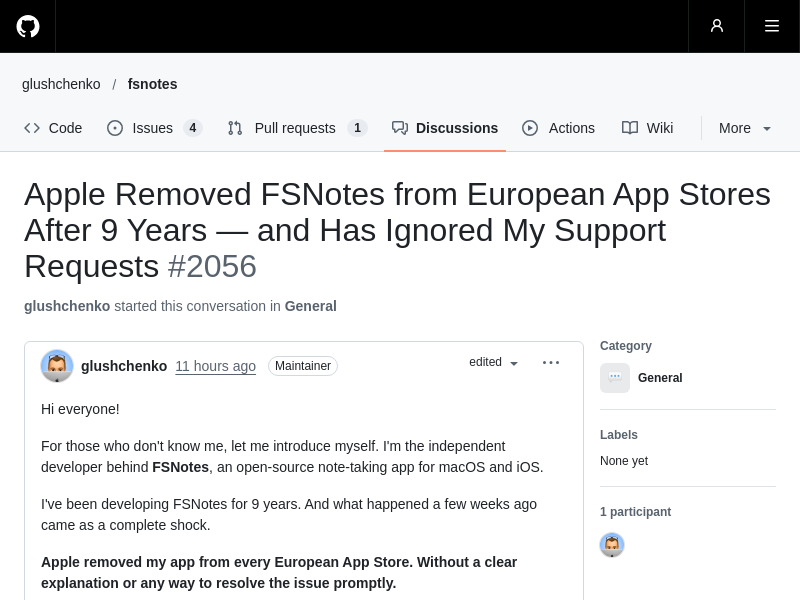 glushchenko / fsnotes
Code Issues 4 Pull requests 1 Discussions Actions Wiki More
Apple Removed FSNotes from European App Stores
After 9 Years — and Has Ignored My Support
Requests #2056
glushchenko started this conversation in General
glushchenko 11 hours ago Maintainer edited
Hi everyone!
For those who don't know me, let me introduce myself. I'm the independent
developer behind FSNotes, an open-source note-taking app for macOS and iOS.
I've been developing FSNotes for 9 years. And what happened a few weeks ago
came as a complete shock.
Apple removed my app from every European App Store. Without a clear
explanation or any way to resolve the issue promptly.
Category
General
Labels
None yet
1 participant